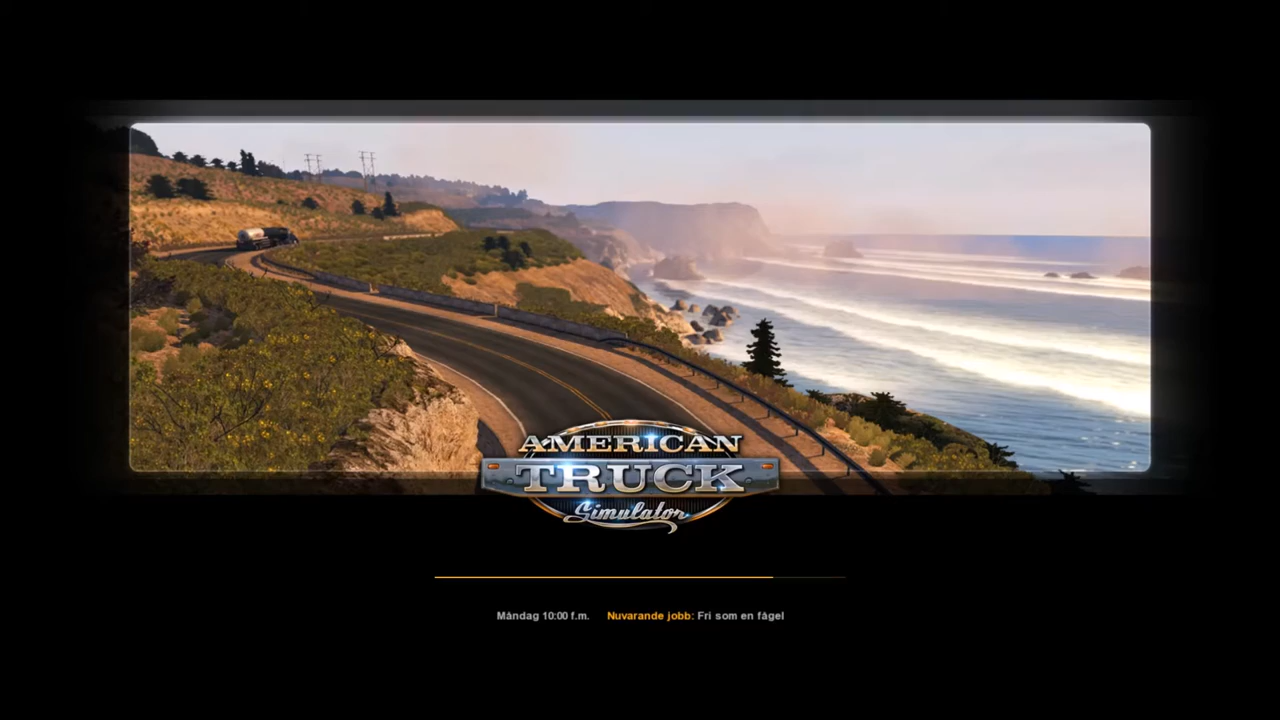 AMERICAN
TRUCK
Simulator
Måndag 10:00 f.m. Nuvarande jobb: Fri som en fågel